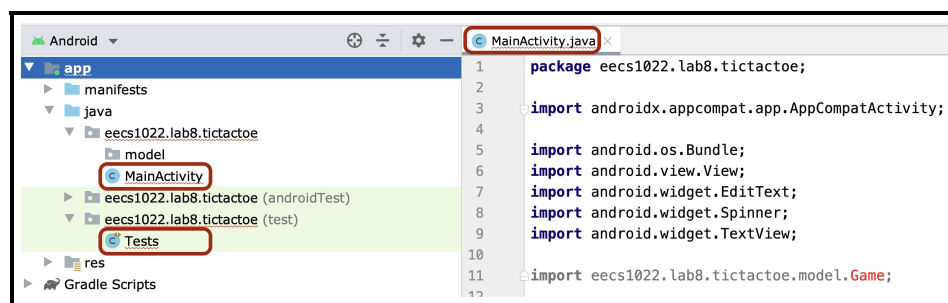 Android
app
manifests
java
eecs1022.lab8.tictactoe
model
MainActivity
eecs1022.lab8.tictactoe (androidTest)
eecs1022.lab8.tictactoe (test)
Tests
res
Gradle Scripts
MainActivity.java
1 package eecs1022.lab8.tictactoe;
2
3 import androidx.appcompat.app.AppCompatActivity;
4
5 import android.os.Bundle;
6 import android.view.View;
7 import android.widget.EditText;
8 import android.widget.Spinner;
9 import android.widget.TextView;
10
11 import eecs1022.lab8.tictactoe.model.Game;
12